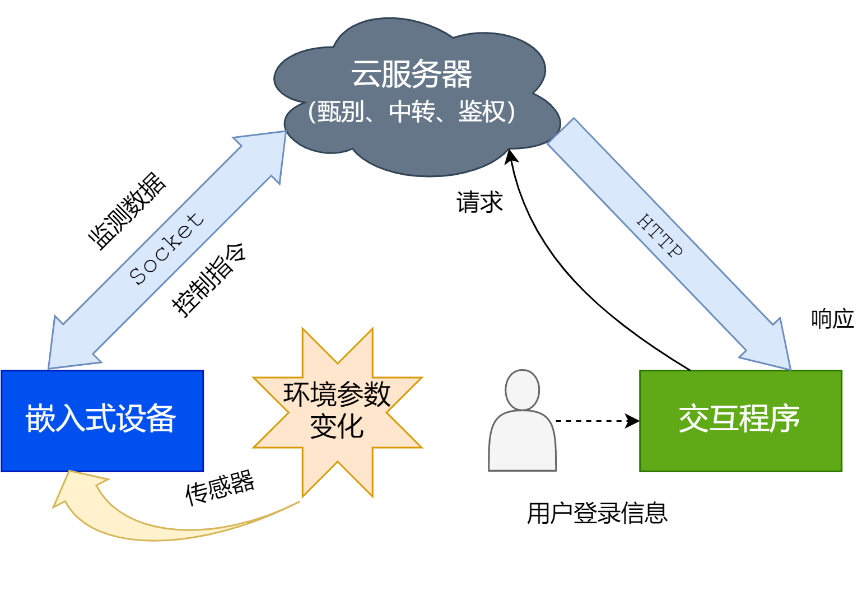 云服务器
（甄别、中转、鉴权）
监测数据
Socket
控制指令
请求
HTTP
响应
嵌入式设备
环境参数
变化
交互程序
传感器
用户登录信息